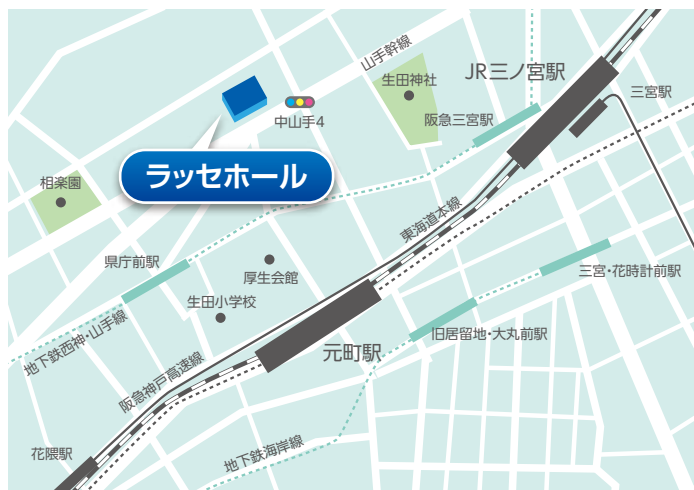 山手幹線
生田神社
JR三ノ宮駅
三宮駅
中山手4
阪急三宮駅
ラッセホール
相楽園
東海道本線
県庁前駅
厚生会館
三宮・花時計前駅
生田小学校
旧居留地・大丸前駅
元町駅
地下鉄西神・山手線
阪急神戸高速線
花隈駅
地下鉄海岸線